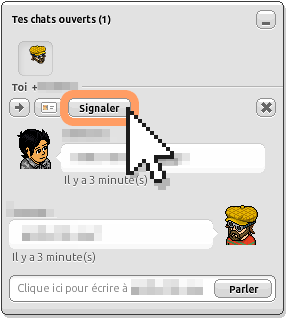 Tes chats ouverts (1)
Toi +
Signaler
Il y a 3 minute(s)
Il y a 3 minute(s)
Clique ici pour écrire à
Parler